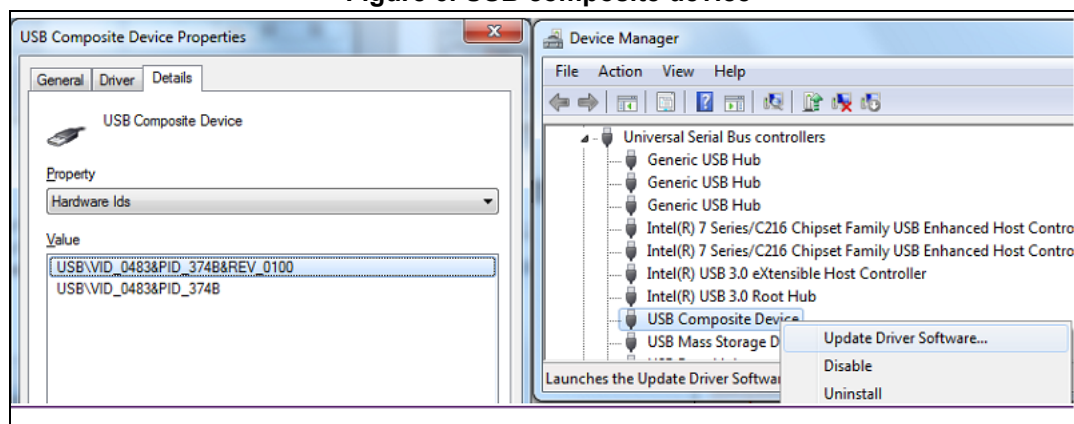 USB Composite Device Properties
General Driver Details
USB Composite Device
Property
Hardware Ids
Value
USB\VID_0483&PID_374B&REV_0100
USB\VID_0483&PID_374B
Device Manager
File Action View Help
Universal Serial Bus controllers
Generic USB Hub
Generic USB Hub
Generic USB Hub
Intel(R) 7 Series/C216 Chipset Family USB Enhanced Host Contro
Intel(R) 7 Series/C216 Chipset Family USB Enhanced Host Contro
Intel(R) USB 3.0 eXtensible Host Controller
Intel(R) USB 3.0 Root Hub
USB Composite Device
USB Mass Storage D
Launches the Update Driver Softwar
Update Driver Software...
Disable
Uninstall